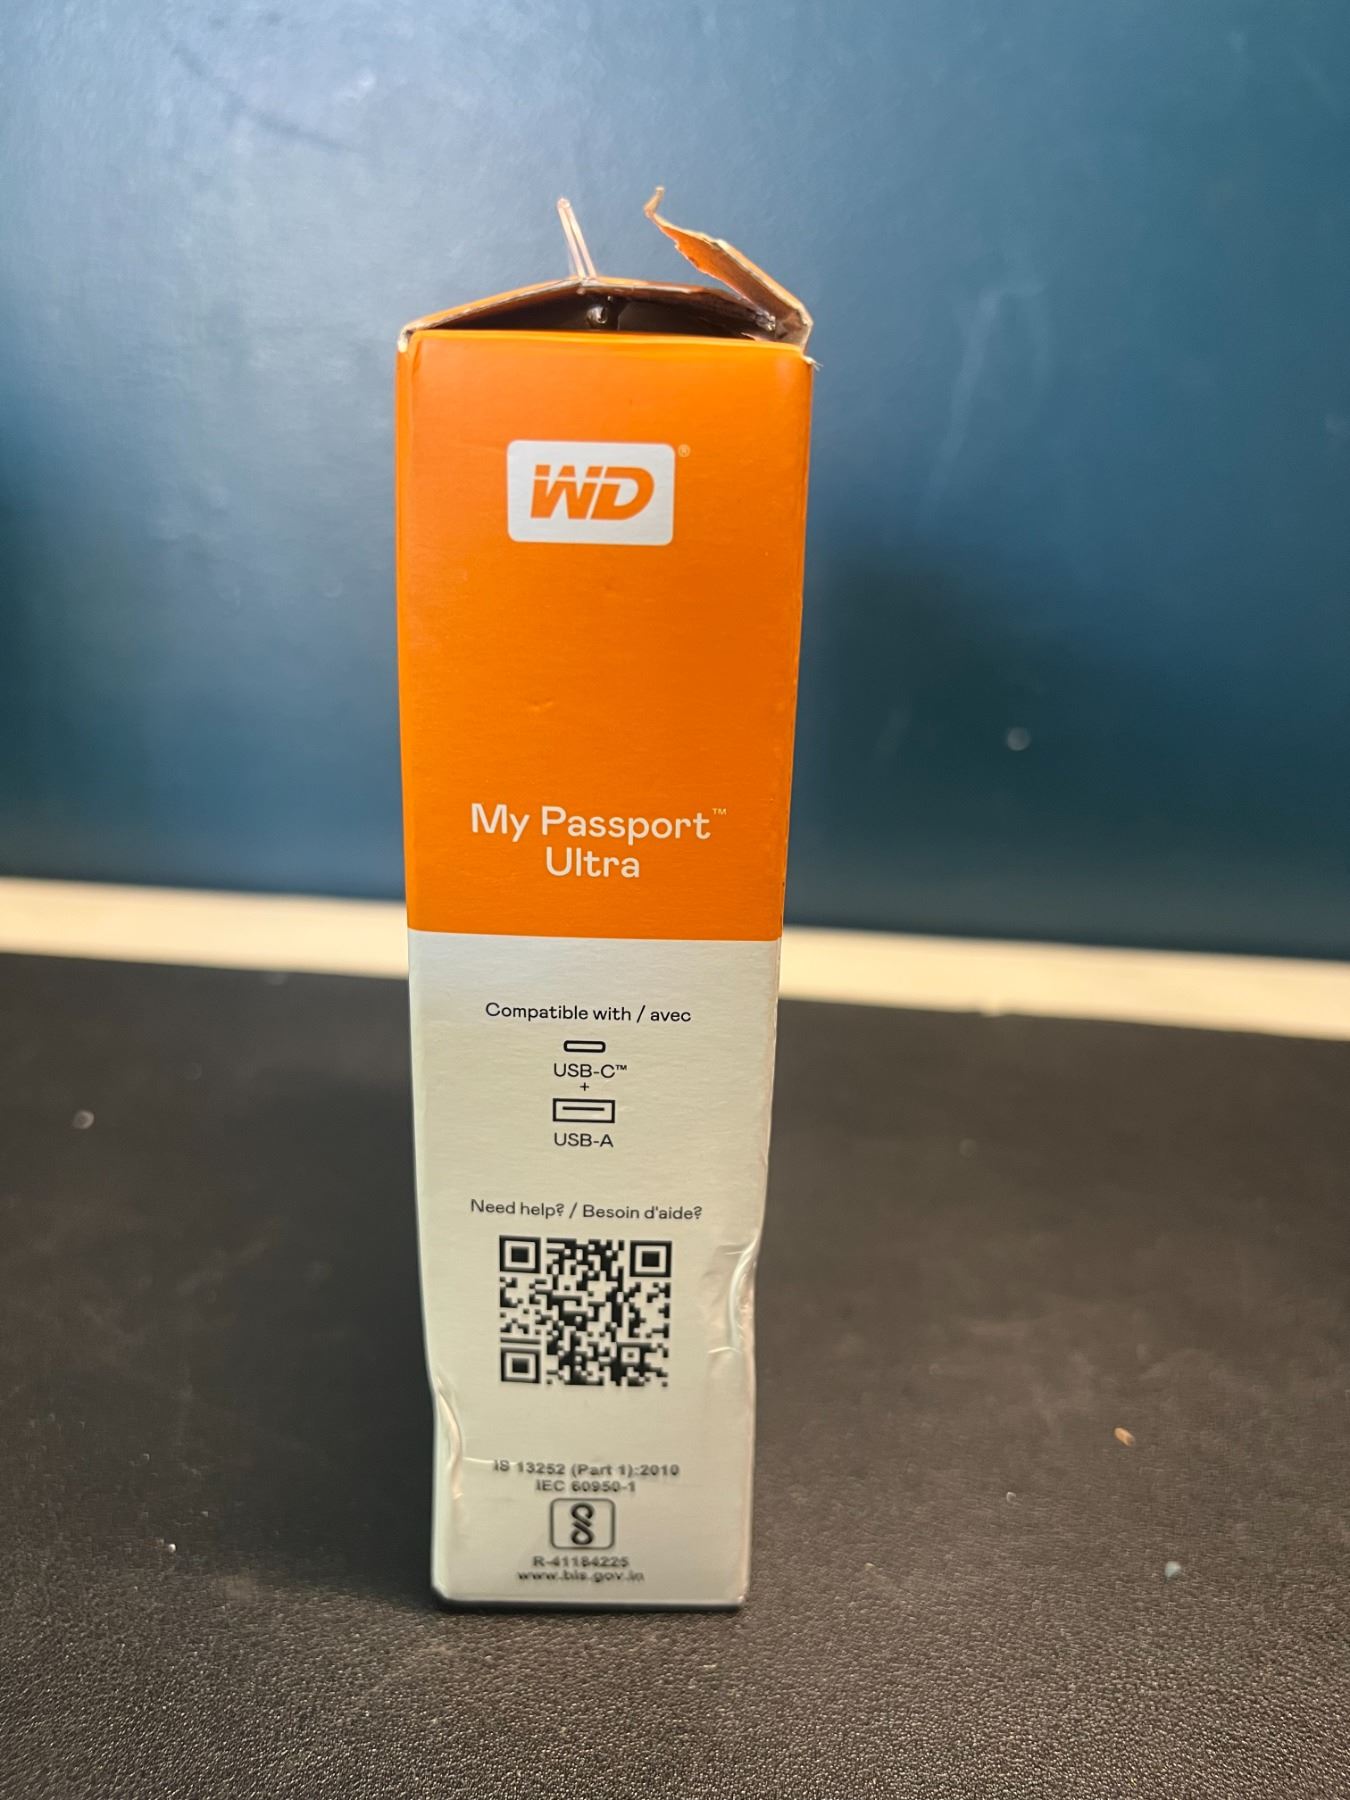 WD®
My Passport™
Ultra
Compatible with / avec
USB-C™
+
USB-A
Need help? / Besoin d'aide?
IS 13252 (Part 1):2010
IEC 60950-1
R-41184225
www.bis.gov.in